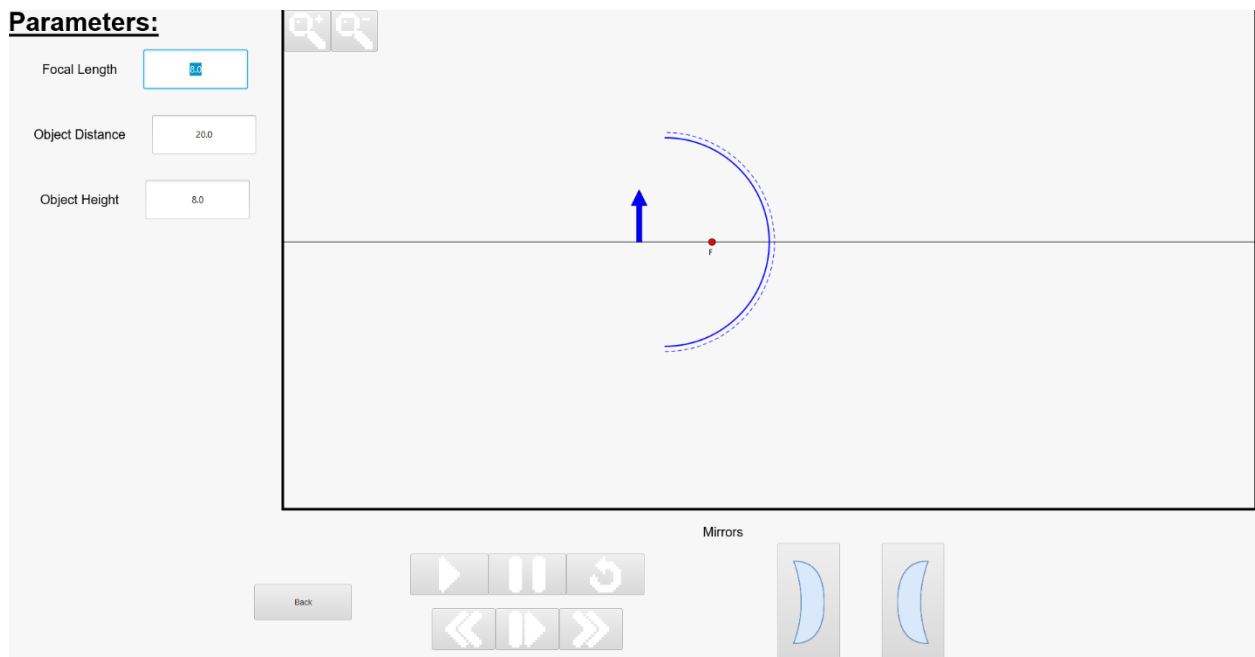 Parameters:
Focal Length
8.0
Object Distance
20.0
Object Height
8.0
F
Mirrors
Back